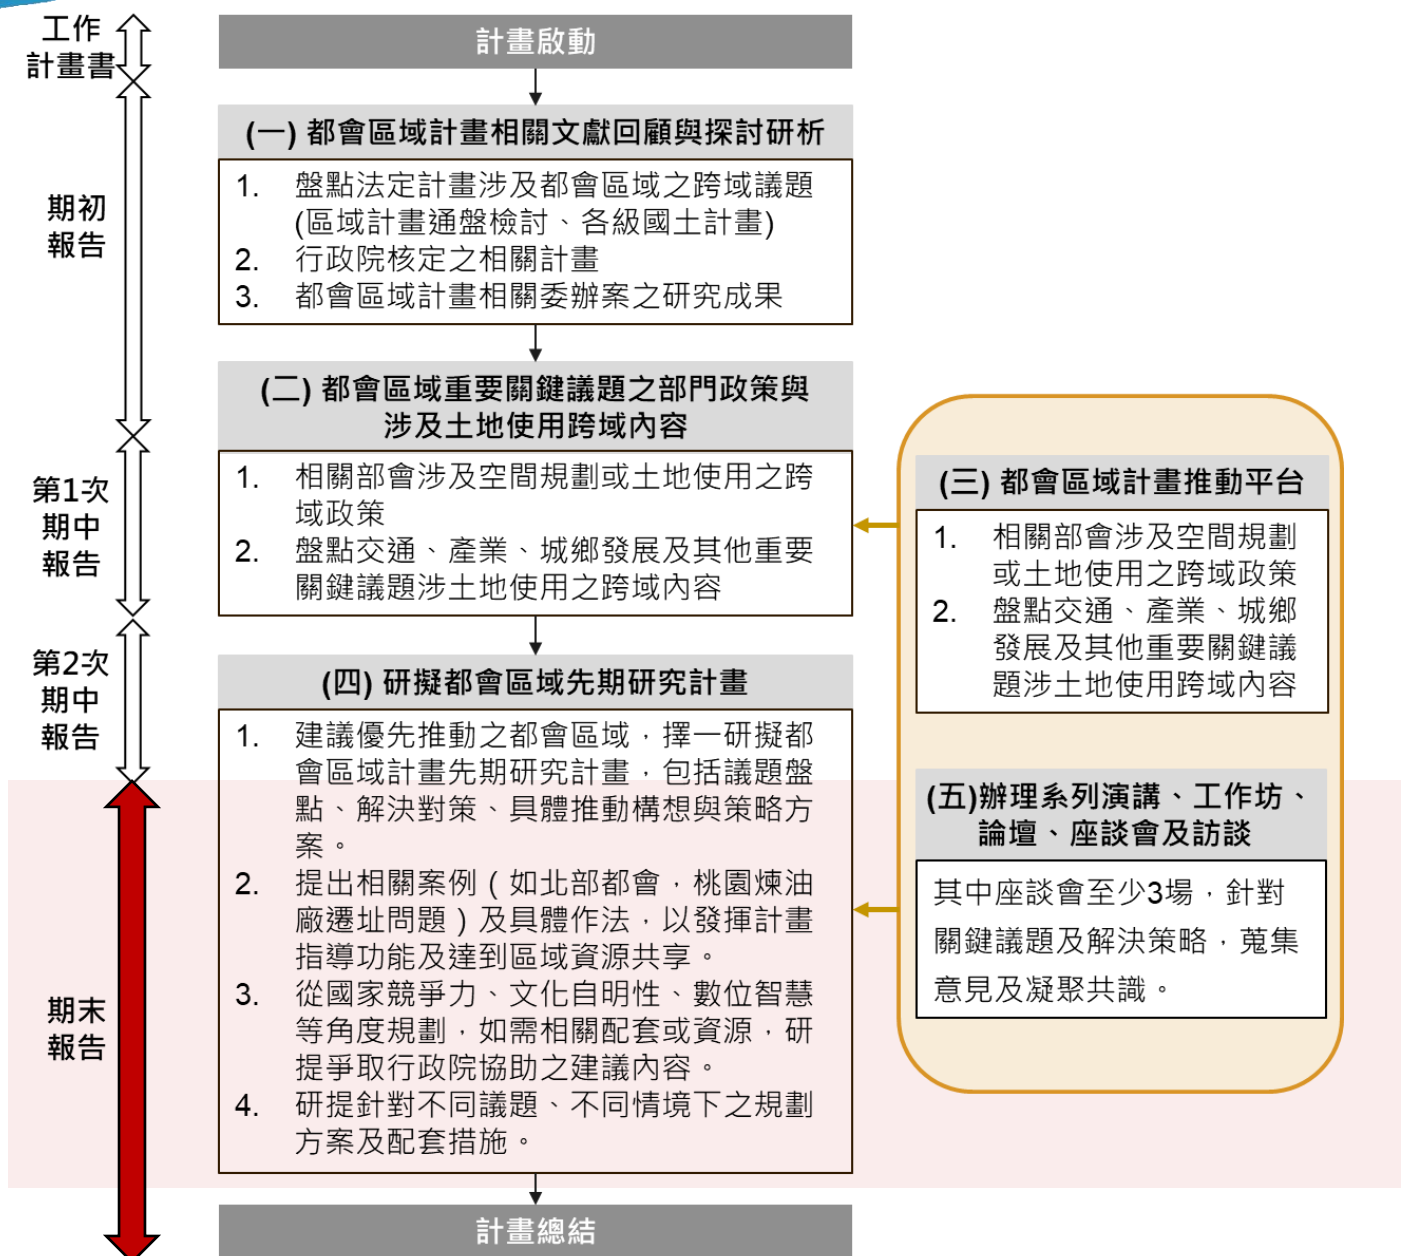 工作
計畫書
計畫啟動
(一) 都會區域計畫相關文獻回顧與探討研析
1. 盤點法定計畫涉及都會區域之跨域議題
(區域計畫通盤檢討、各級國土計畫)
2. 行政院核定之相關計畫
3. 都會區域計畫相關委辦案之研究成果
期初
報告
(二) 都會區域重要關鍵議題之部門政策與
涉及土地使用跨域內容
1. 相關部會涉及空間規劃或土地使用之跨
域政策
2. 盤點交通、產業、城鄉發展及其他重要
關鍵議題涉土地使用之跨域內容
第1次
期中
報告
(三) 都會區域計畫推動平台
1. 相關部會涉及空間規劃
或土地使用之跨域政策
2. 盤點交通、產業、城鄉
發展及其他重要關鍵議
題涉土地使用跨域內容
第2次
期中
報告
(四) 研擬都會區域先期研究計畫
1. 建議優先推動之都會區域，擇一研擬都
會區域計畫先期研究計畫，包括議題盤
點、解決對策、具體推動構想與策略方
案。
2. 提出相關案例（如北部都會，桃園煉油
廠遷址問題）及具體作法，以發揮計畫
指導功能及達到區域資源共享。
3. 從國家競爭力、文化自明性、數位智慧
等角度規劃，如需相關配套或資源，研
提爭取行政院協助之建議內容。
4. 研提針對不同議題、不同情境下之規劃
方案及配套措施。
(五)辦理系列演講、工作坊、
論壇、座談會及訪談
其中座談會至少3場，針對
關鍵議題及解決策略，蒐集
意見及凝聚共識。
期末
報告
計畫總結